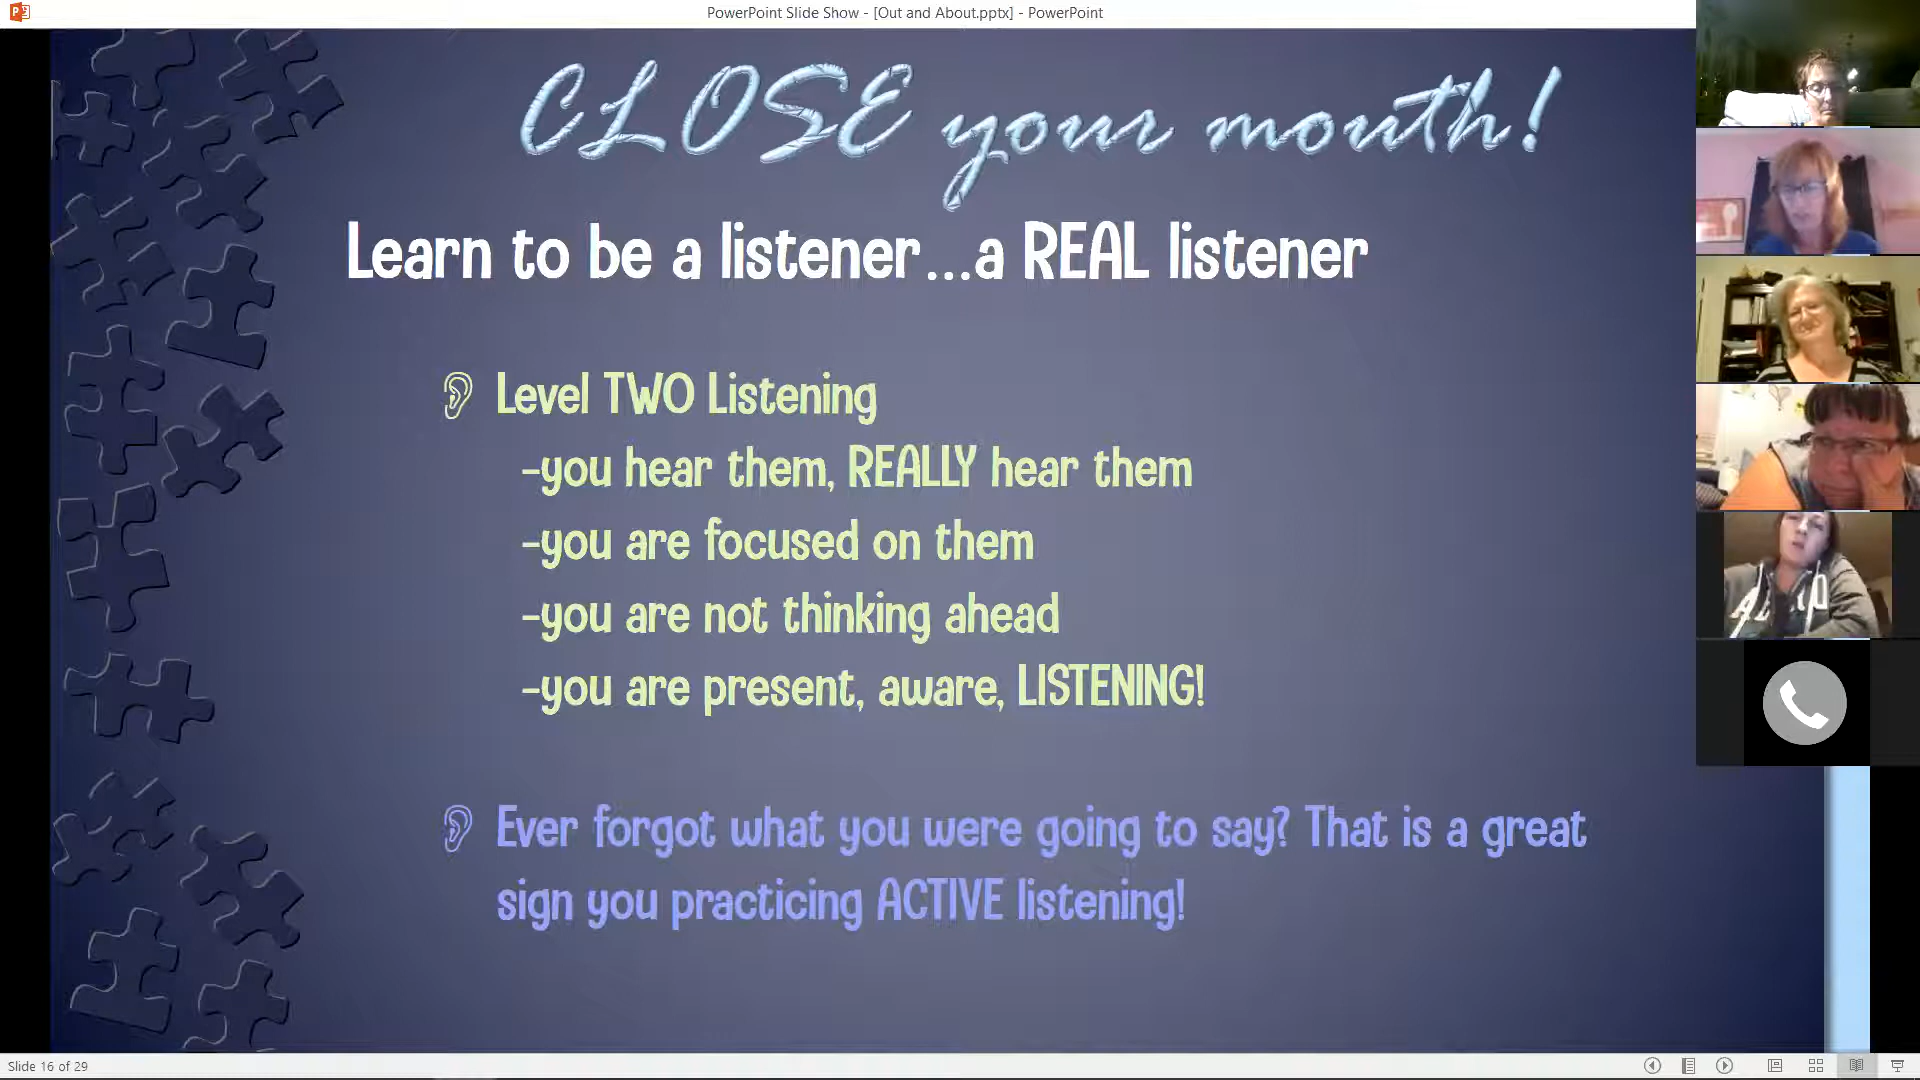 PowerPoint Slide Show - [Out and About.pptx] - PowerPoint
CLOSE your mouth!
Learn to be a listener...a REAL listener
Level TWO Listening
-you hear them, REALLY hear them
-you are focused on them
-you are not thinking ahead
-you are present, aware, LISTENING!
Ever forgot what you were going to say? That is a great
sign you practicing ACTIVE listening!
Slide 16 of 29